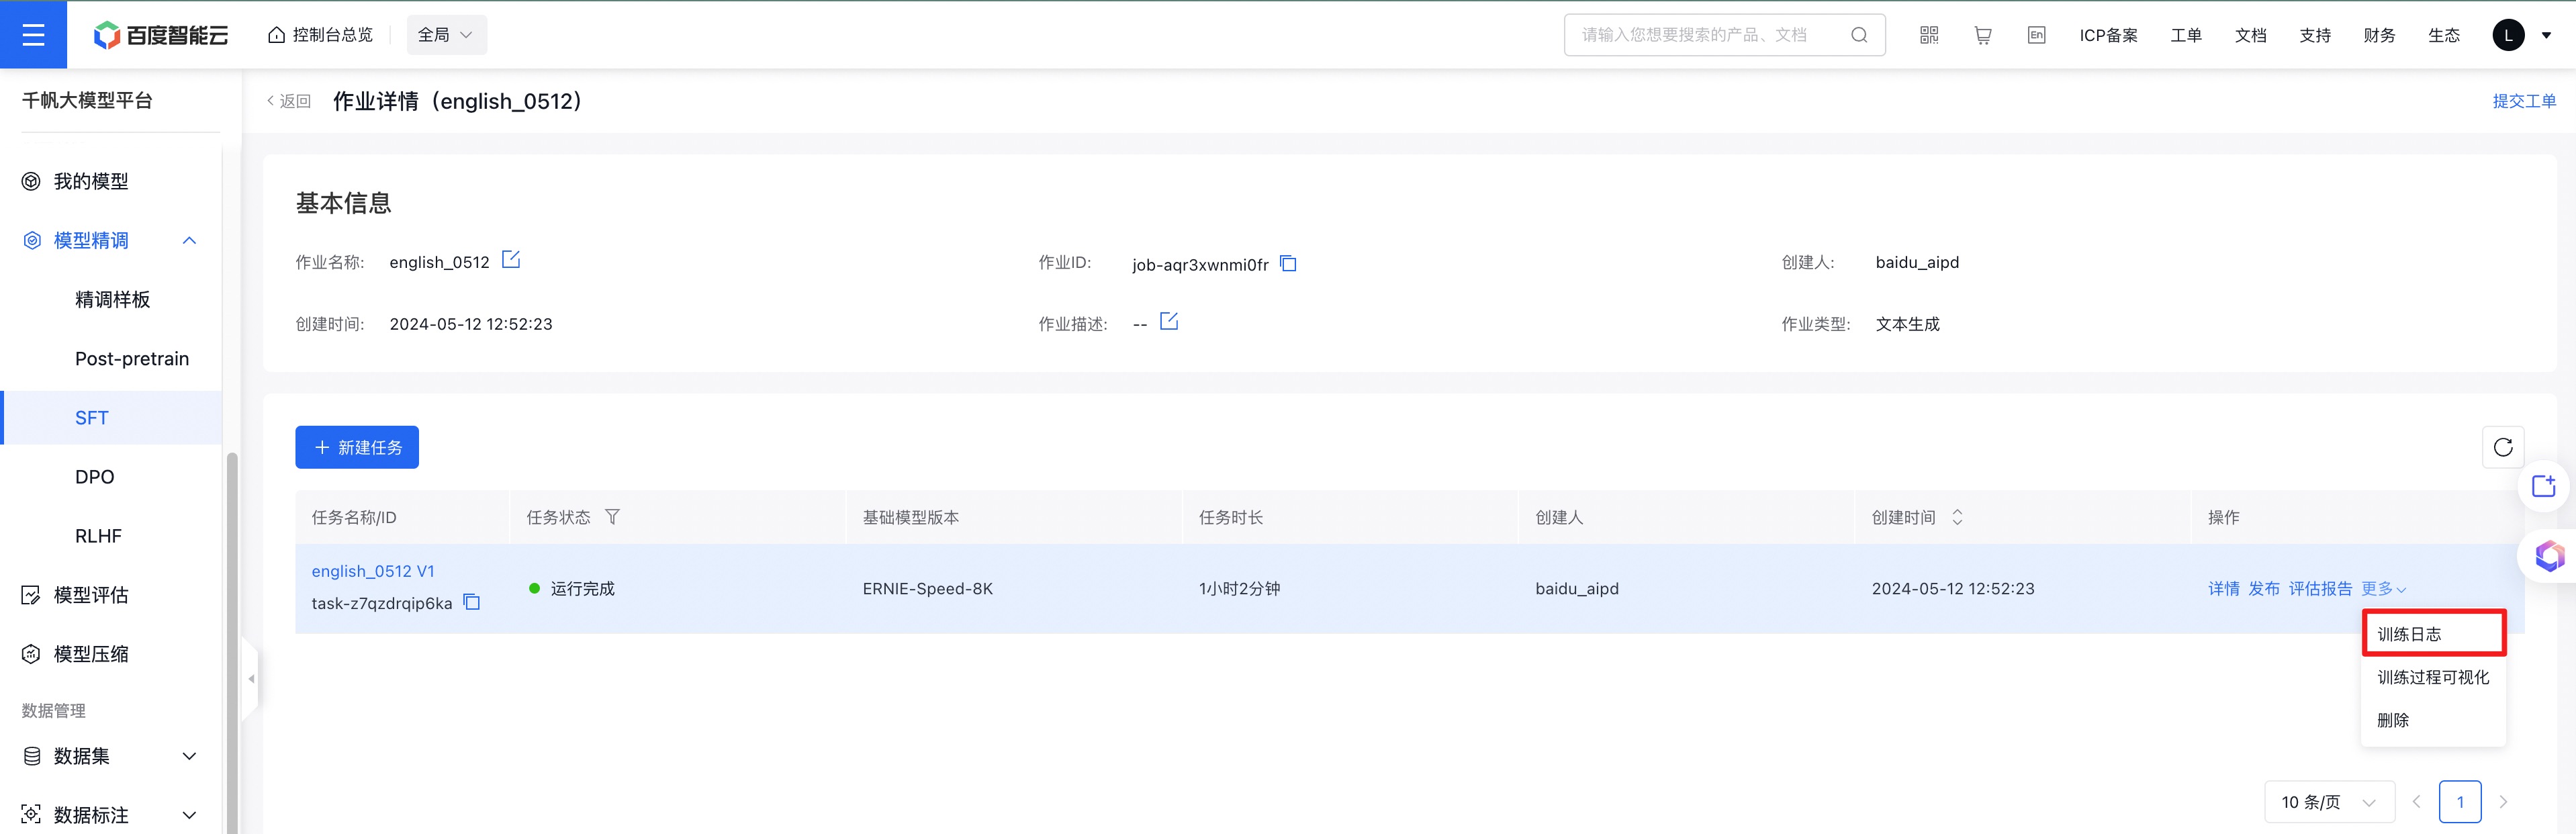 百度智能云
控制台总览
全局
请输入您想要搜索的产品、文档
En
ICP备案
工单
文档
支持
财务
生态
L
千帆大模型平台
我的模型
模型精调
精调样板
Post-pretrain
SFT
DPO
RLHF
模型评估
模型压缩
数据管理
数据集
数据标注
返回
作业详情（english_0512）
提交工单
基本信息
作业名称: english_0512
作业ID: job-aqr3xwnmi0fr
创建人: baidu_aipd
创建时间: 2024-05-12 12:52:23
作业描述: --
作业类型: 文本生成
+ 新建任务
任务名称/ID
任务状态
基础模型版本
任务时长
创建人
创建时间
操作
english_0512 V1
task-z7qzdrqip6ka
运行完成
ERNIE-Speed-8K
1小时2分钟
baidu_aipd
2024-05-12 12:52:23
详情 发布 评估报告 更多
训练日志
训练过程可视化
删除
10 条/页
1